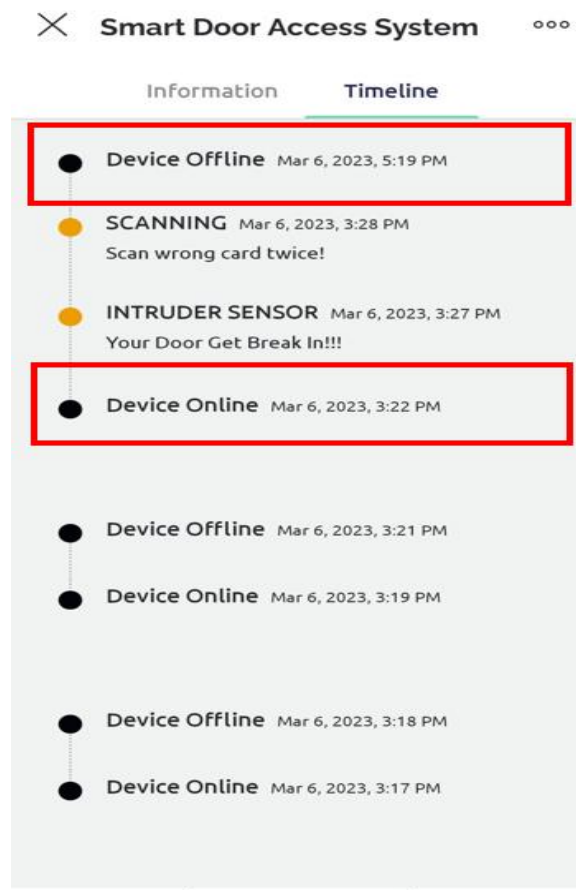 Smart Door Access System
Information Timeline
Device Offline Mar 6, 2023, 5:19 PM
SCANNING Mar 6, 2023, 3:28 PM
Scan wrong card twice!
INTRUDER SENSOR Mar 6, 2023, 3:27 PM
Your Door Get Break In!!!
Device Online Mar 6, 2023, 3:22 PM
Device Offline Mar 6, 2023, 3:21 PM
Device Online Mar 6, 2023, 3:19 PM
Device Offline Mar 6, 2023, 3:18 PM
Device Online Mar 6, 2023, 3:17 PM